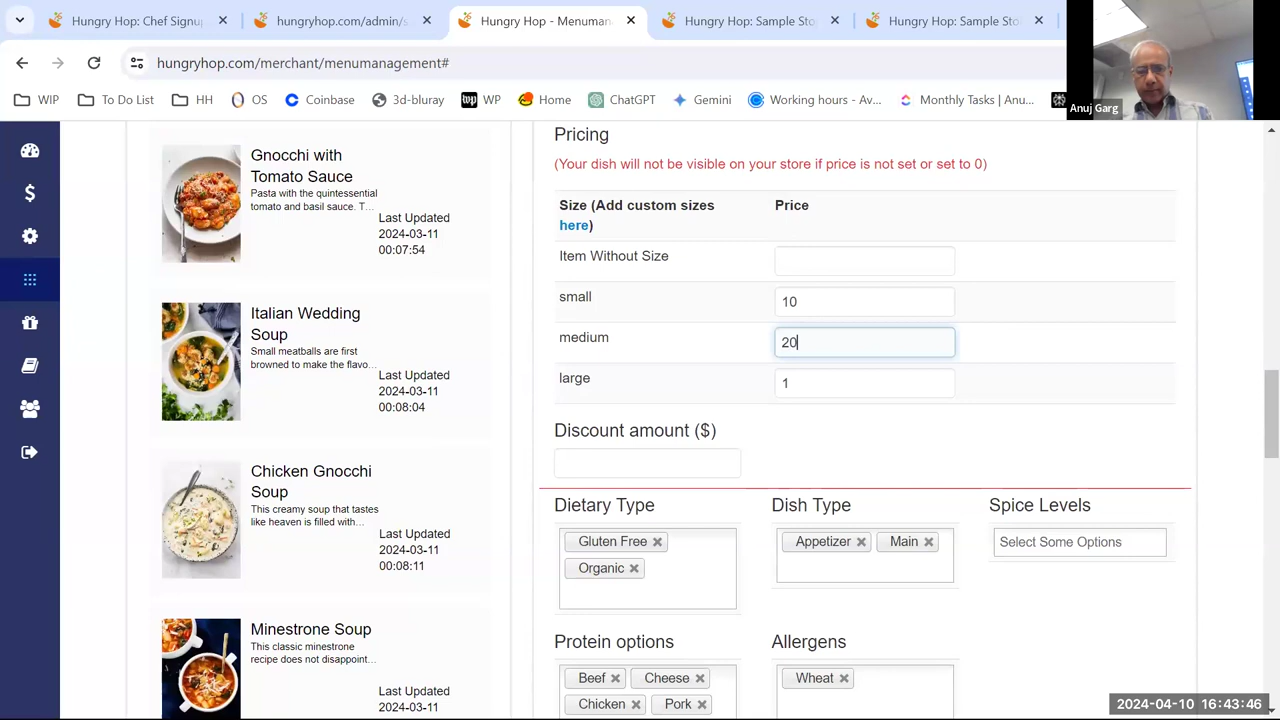 Hungry Hop: Chef Signu
hungryhop.com/admin/s
Hungry Hop - Menuman
Hungry Hop: Sample Sto
Hungry Hop: Sample Sto
hungryhop.com/merchant/menumanagement#
WIP
To Do List
HH
OS
Coinbase
3d-bluray
wp WP
Home
ChatGPT
Gemini
Working hours - Av...
Monthly Tasks | Anu...
Anuj Garg
Gnocchi with
Tomato Sauce
Pasta with the quintessential
tomato and basil sauce. T...
Last Updated
2024-03-11
00:07:54
Italian Wedding
Soup
Small meatballs are first
browned to make the flavo...
Last Updated
2024-03-11
00:08:04
Chicken Gnocchi
Soup
This creamy soup that tastes
like heaven is filled with...
Last Updated
2024-03-11
00:08:11
Minestrone Soup
This classic minestrone
recipe does not disappoint...
Last Updated
2024-03-11
Pricing
(Your dish will not be visible on your store if price is not set or set to 0)
Size (Add custom sizes
here)
Price
Item Without Size
small
10
medium
20
large
1
Discount amount ($)
Dietary Type
Dish Type
Spice Levels
Gluten Free
Organic
Appetizer
Main
Select Some Options
Protein options
Allergens
Beef
Cheese
Chicken
Pork
Wheat
2024-04-10 16:43:46